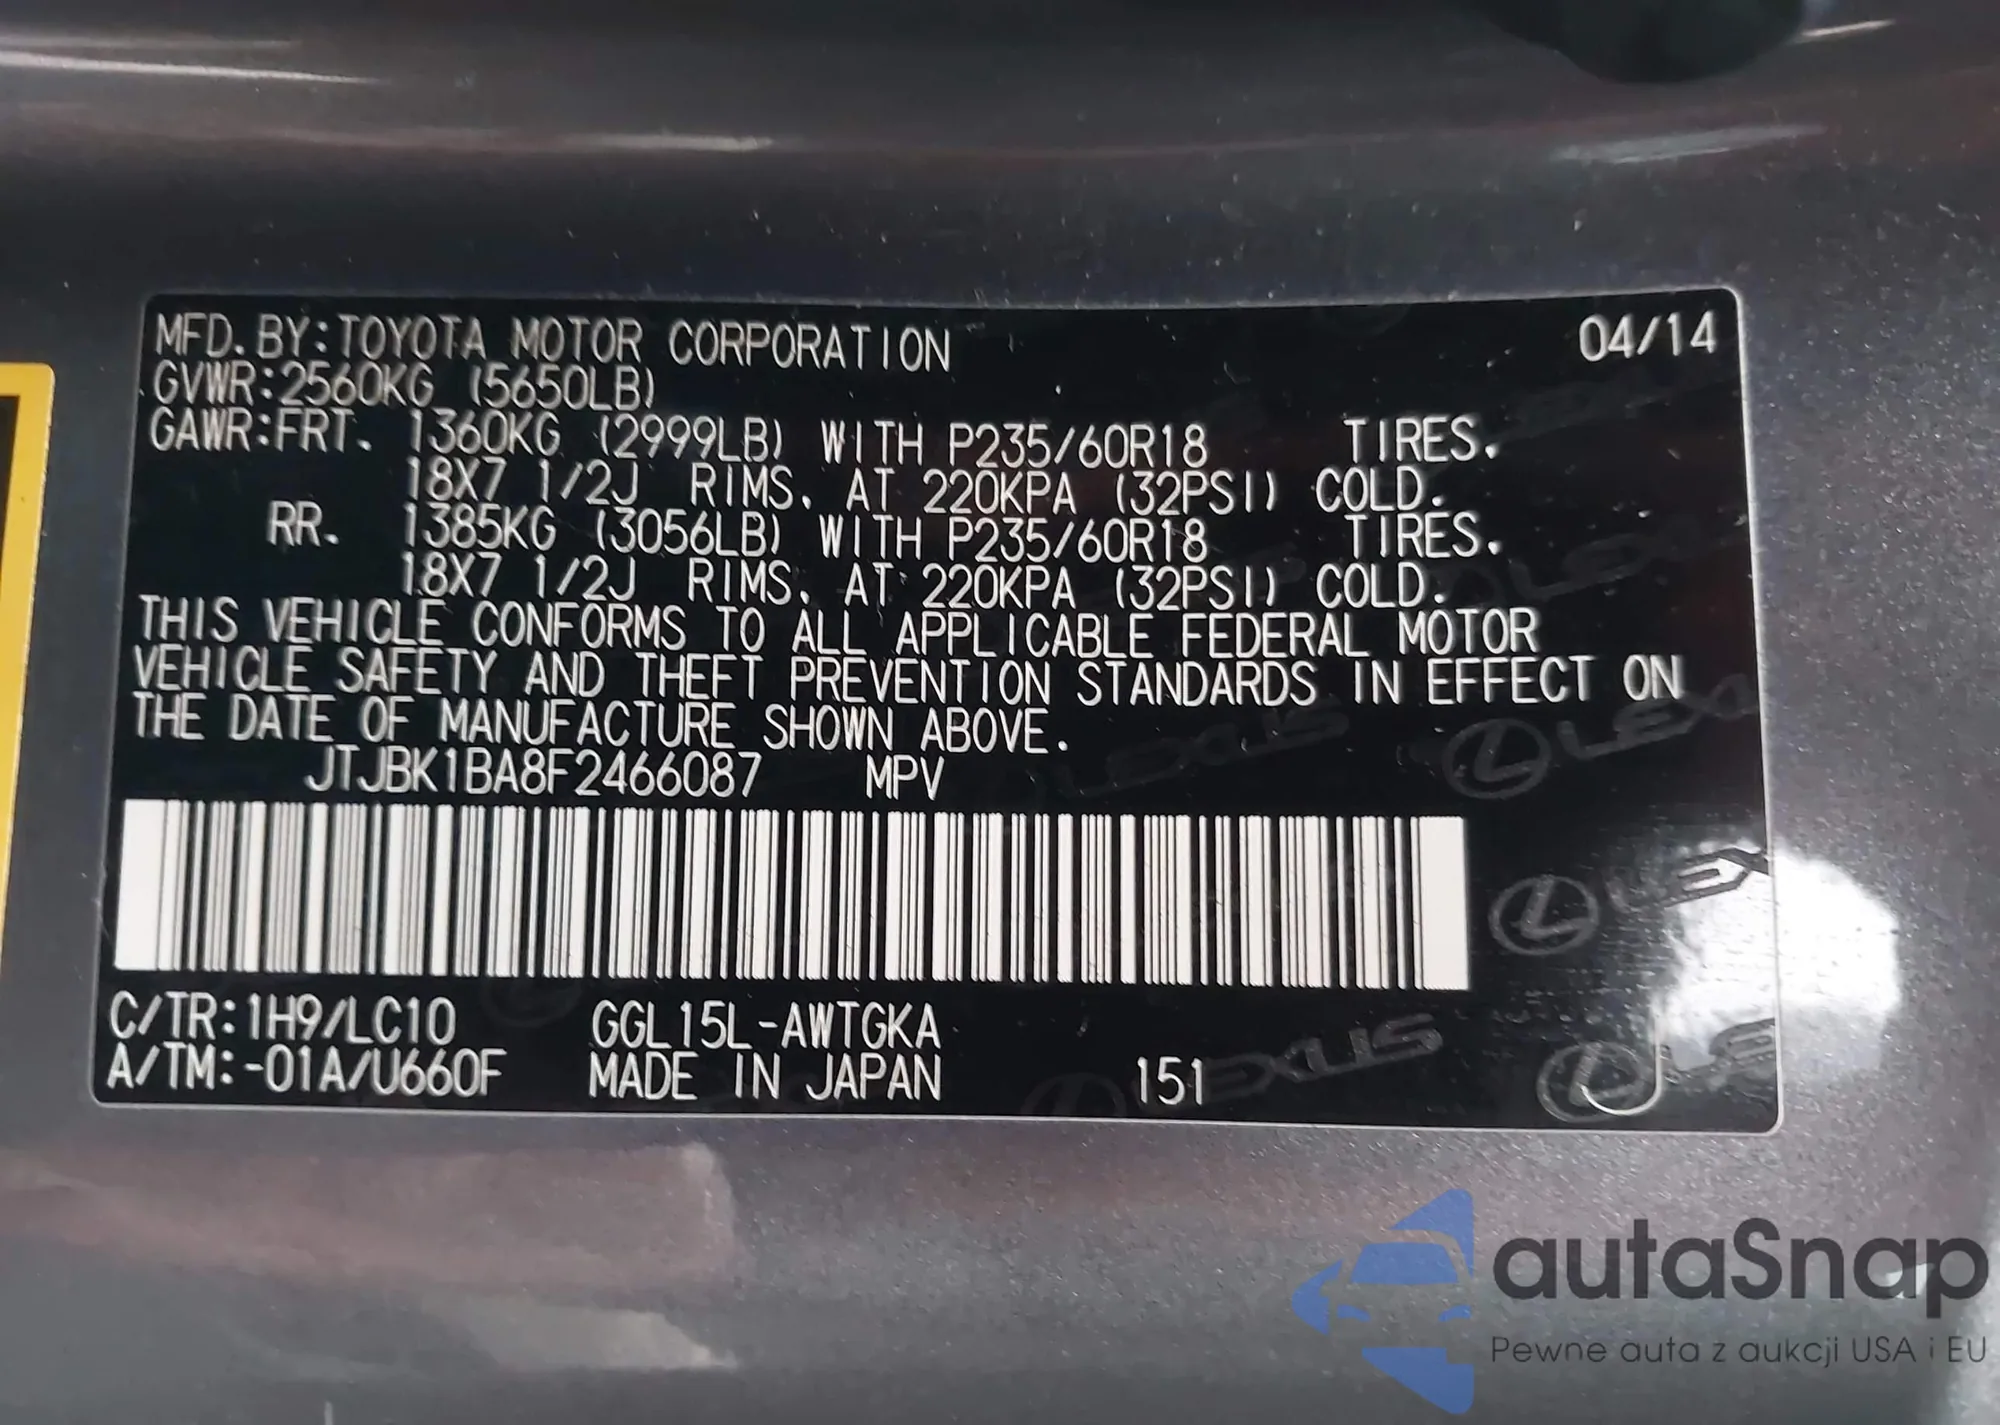 MFD. BY: TOYOTA MOTOR CORPORATION 04/14
GVWR: 2560KG (5650LB)
GAWR: FRT. 1360KG (2999LB) WITH P235/60R18 TIRES.
18X7 1/2J RIMS, AT 220KPA (32PSI) COLD.
RR. 1385KG (3056LB) WITH P235/60R18 TIRES.
18X7 1/2J RIMS, AT 220KPA (32PSI) COLD.
THIS VEHICLE CONFORMS TO ALL APPLICABLE FEDERAL MOTOR
VEHICLE SAFETY AND THEFT PREVENTION STANDARDS IN EFFECT ON
THE DATE OF MANUFACTURE SHOWN ABOVE.
JTJBK1BA8F2466087 MPV
C/TR: 1H9/LC10 GGL15L-AWTGKA
A/TM: -01A/U660F MADE IN JAPAN 151
LEXUS
autaSnap
Pewne auta z aukcji USA i EU